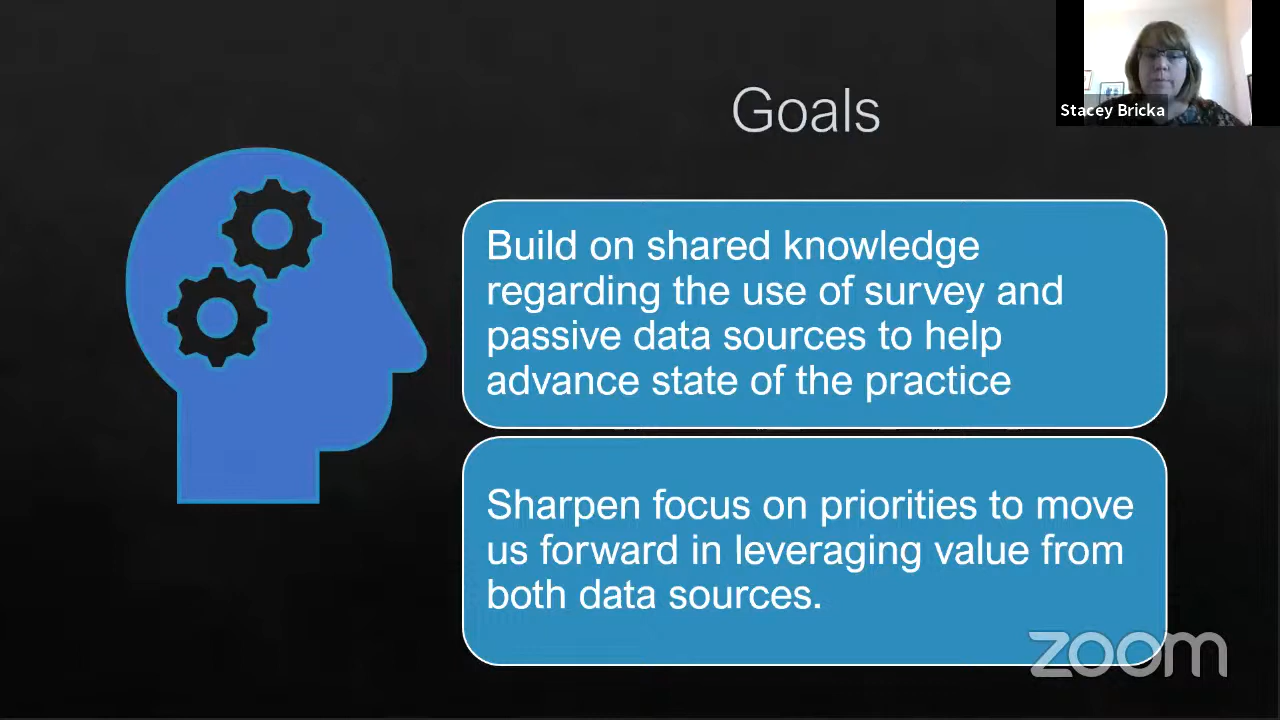 Goals
Stacey Bricka
Build on shared knowledge
regarding the use of survey and
passive data sources to help
advance state of the practice
Sharpen focus on priorities to move
us forward in leveraging value from
both data sources.
zoom